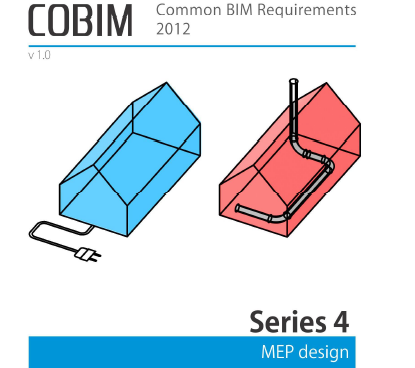 COBIM
Common BIM Requirements
2012
v 1.0
Series 4
MEP design